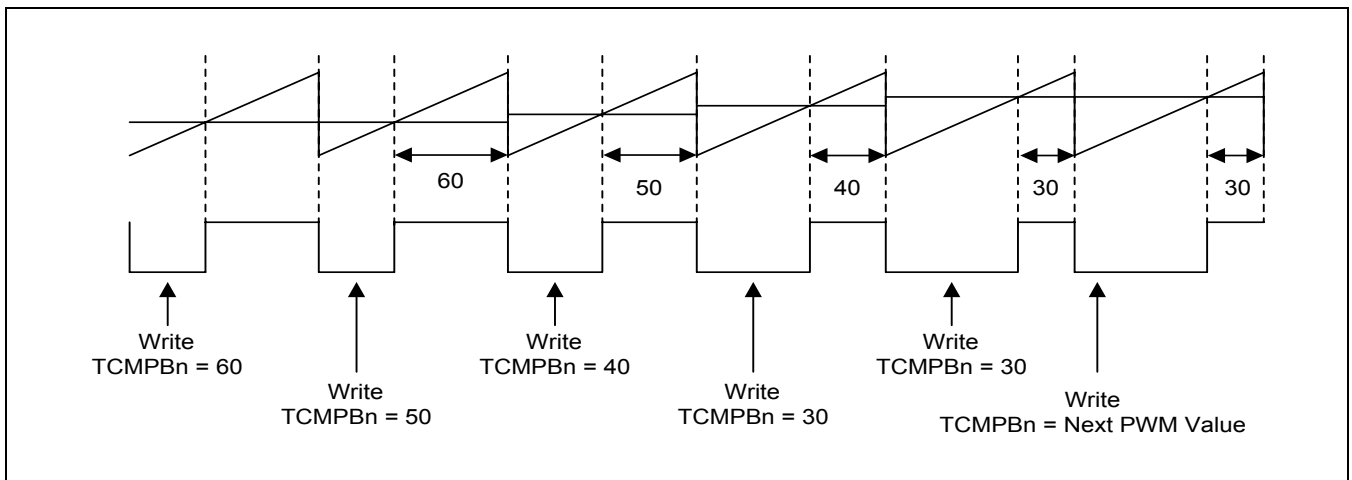 60
50
40
30
30
Write
TCMPBn = 60
Write
TCMPBn = 50
Write
TCMPBn = 40
Write
TCMPBn = 30
Write
TCMPBn = 30
Write
TCMPBn = Next PWM Value